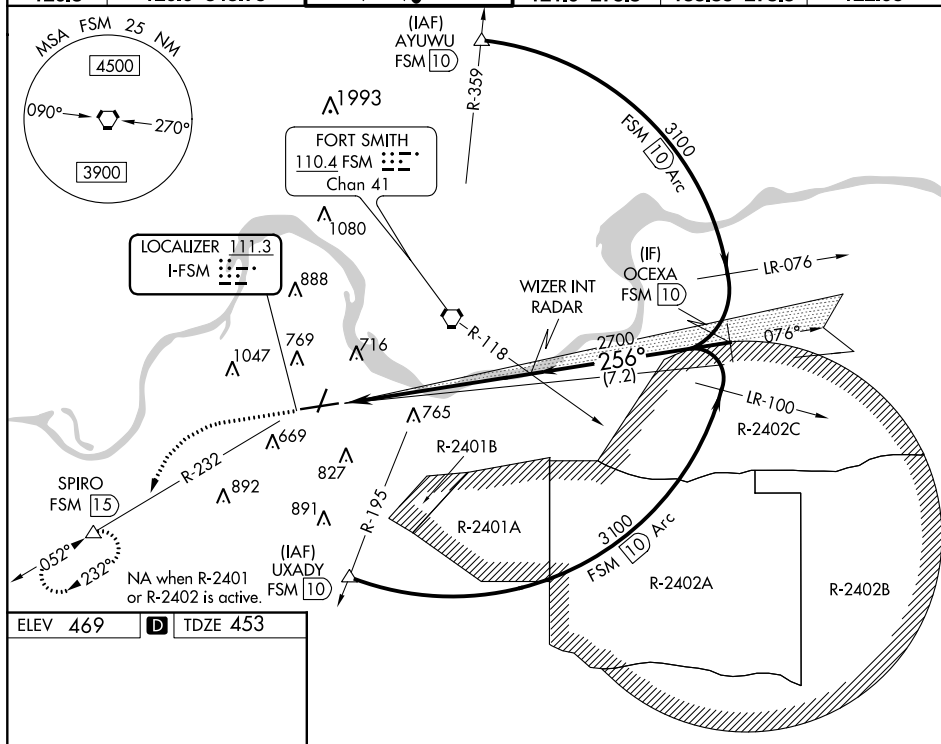 MSA FSM 25 NM
4500
090°
270°
3900
(IAF)
AYUWU
FSM 10
R-359
1993
3100
FSM 10 Arc
FORT SMITH
110.4 FSM
Chan 41
1080
LOCALIZER 111.3
I-FSM
888
(IF)
OCEXA
FSM 10
LR-076
WIZER INT
RADAR
R-118
076°
2700
256°
(7.2)
769
716
1047
LR-100
765
R-2402C
669
R-2401B
R-232
827
R-195
892
SPIRO
FSM 15
891
R-2401A
3100
FSM 10 Arc
052°
232°
(IAF)
UXADY
FSM 10
R-2402A
R-2402B
NA when R-2401
or R-2402 is active.
ELEV 469 D TDZE 453